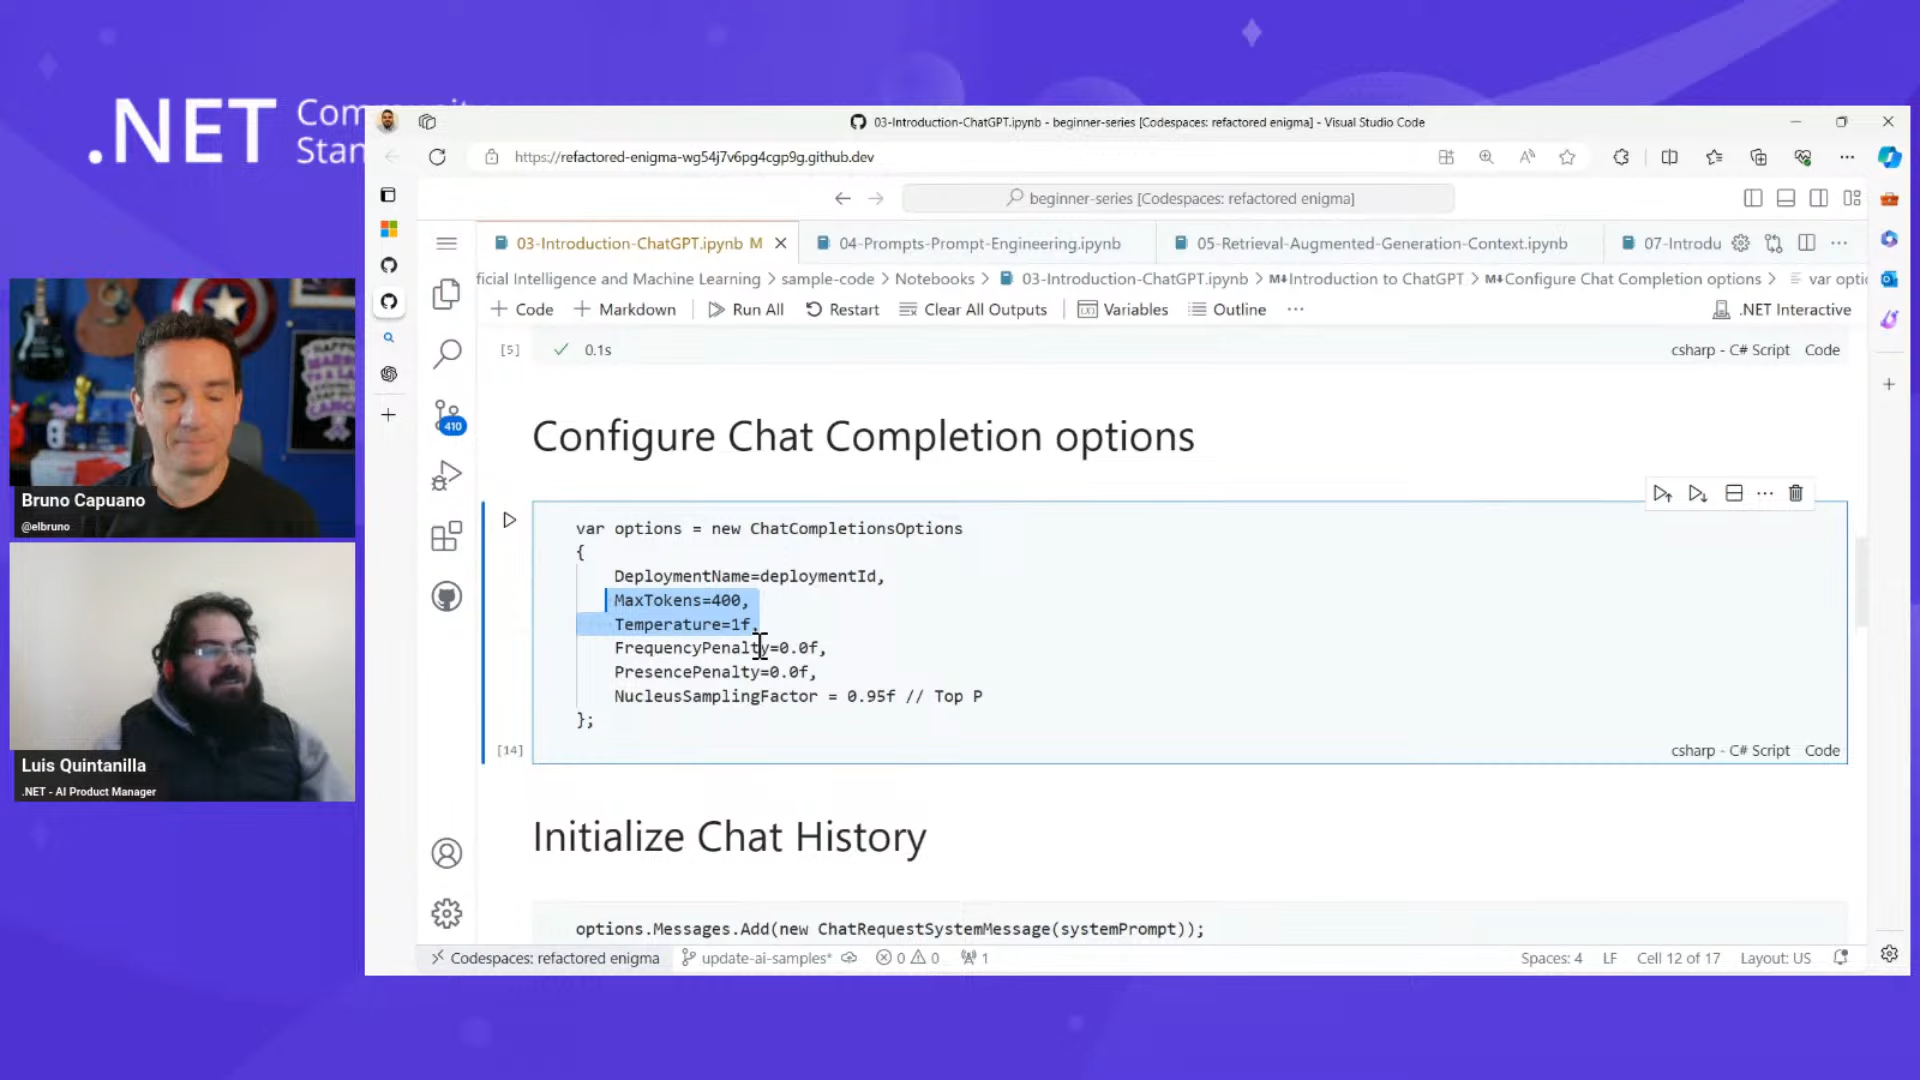 .NET
Com
Stan
03-Introduction-ChatGPT.ipynb - beginner-series [Codespaces: refactored enigma] - Visual Studio Code
https://refactored-enigma-wg54j7v6pg4cgp9g.github.dev
beginner-series [Codespaces: refactored enigma]
03-Introduction-ChatGPT.ipynb M
04-Prompts-Prompt-Engineering.ipynb
05-Retrieval-Augmented-Generation-Context.ipynb
07-Introdu
ficial Intelligence and Machine Learning > sample-code > Notebooks > 03-Introduction-ChatGPT.ipynb > M↓Introduction to ChatGPT > M↓Configure Chat Completion options > var optio
+ Code + Markdown Run All Restart Clear All Outputs Variables Outline ... .NET Interactive
[5] 0.1s csharp - C# Script Code
Configure Chat Completion options
var options = new ChatCompletionsOptions
{
DeploymentName=deploymentId,
MaxTokens=400,
Temperature=1f,
FrequencyPenalty=0.0f,
PresencePenalty=0.0f,
NucleusSamplingFactor = 0.95f // Top P
};
[14] csharp - C# Script Code
Initialize Chat History
options.Messages.Add(new ChatRequestSystemMessage(systemPrompt));
Codespaces: refactored enigma update-ai-samples* 0 0 1 Spaces: 4 LF Cell 12 of 17 Layout: US
410
Bruno Capuano
@elbruno
Luis Quintanilla
.NET - AI Product Manager